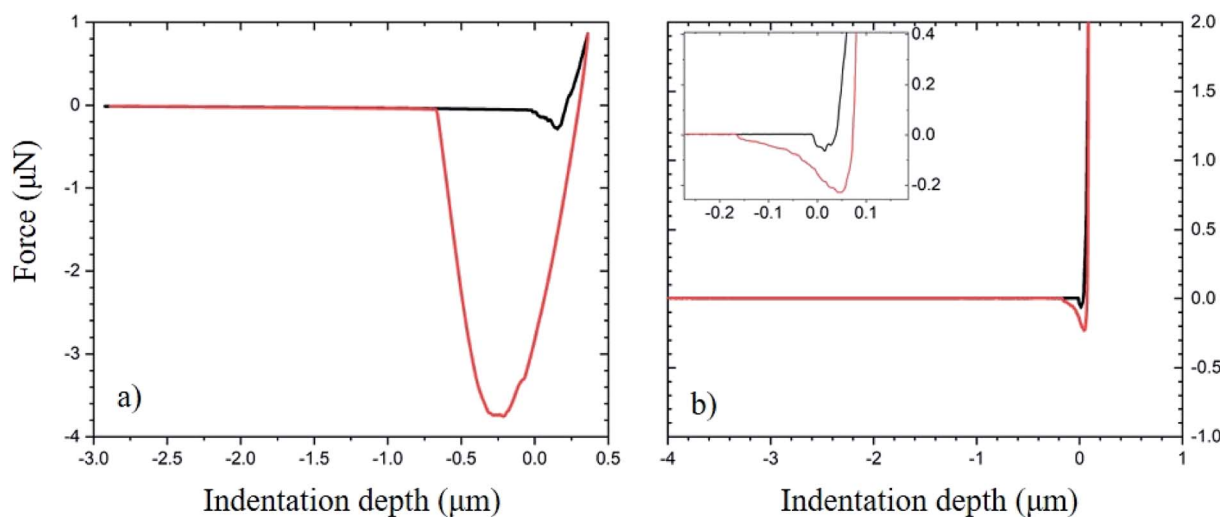 1
0
-1
-2
-3
-4
Force (μN)
a)
-3.0 -2.5 -2.0 -1.5 -1.0 -0.5 0.0 0.5
Indentation depth (μm)
0.4
0.2
0.0
-0.2
-0.2 -0.1 0.0 0.1
2.0
1.5
1.0
0.5
0.0
-0.5
-1.0
b)
-4 -3 -2 -1 0 1
Indentation depth (μm)